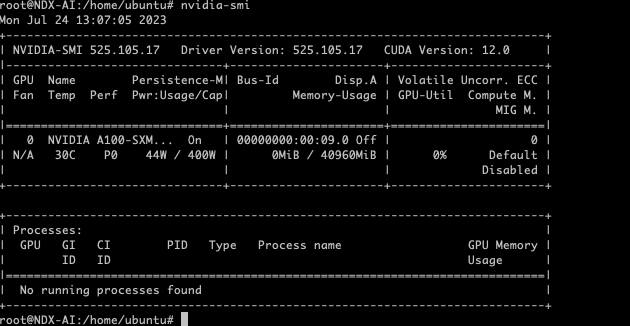 root@NDX-AI:/home/ubuntu# nvidia-smi
Mon Jul 24 13:07:05 2023
+-----------------------------------------------------------------------------+
| NVIDIA-SMI 525.105.17   Driver Version: 525.105.17   CUDA Version: 12.0     |
|-------------------------------+----------------------+----------------------+
| GPU  Name        Persistence-M| Bus-Id        Disp.A | Volatile Uncorr. ECC |
| Fan  Temp  Perf  Pwr:Usage/Cap|         Memory-Usage | GPU-Util  Compute M. |
|                               |                      |               MIG M. |
|===============================+======================+======================|
|   0  NVIDIA A100-SXM...  On   | 00000000:00:09.0 Off |                    0 |
| N/A   30C    P0    44W / 400W |      0MiB / 40960MiB |      0%      Default |
|                               |                      |             Disabled |
+-------------------------------+----------------------+----------------------+

+-----------------------------------------------------------------------------+
| Processes:                                                                  |
|  GPU   GI   CI        PID   Type   Process name                  GPU Memory |
|        ID   ID                                                   Usage      |
|=============================================================================|
|  No running processes found                                                 |
+-----------------------------------------------------------------------------+
root@NDX-AI:/home/ubuntu#